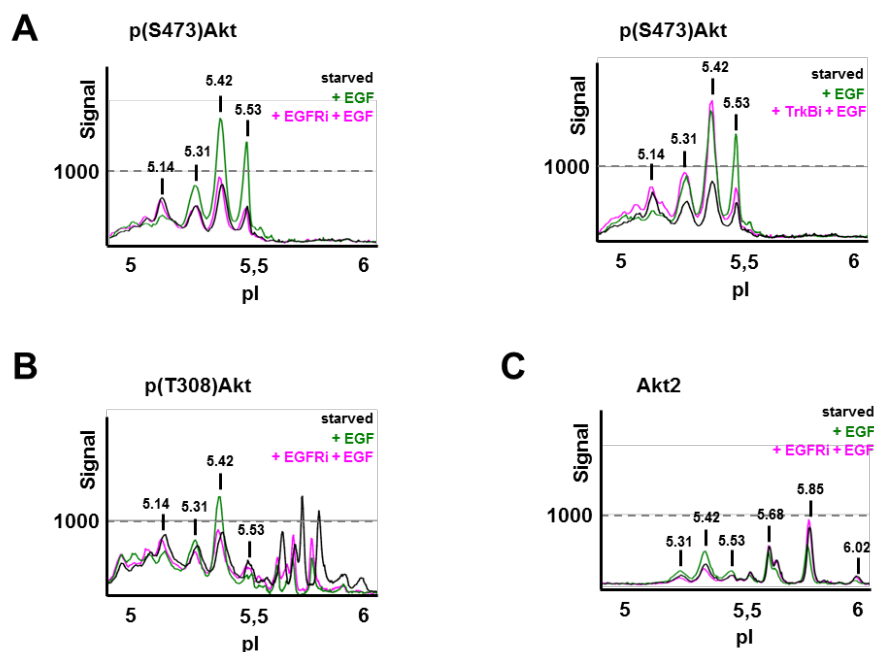 A
p(S473)Akt
Signal
1000
5.14
5.31
5.42
5.53
starved
+ EGF
+ EGFRi + EGF
5
5,5
6
pI
p(S473)Akt
Signal
1000
5.14
5.31
5.42
5.53
starved
+ EGF
+ TrkBi + EGF
5
5,5
6
pI
B
p(T308)Akt
Signal
1000
5.14
5.31
5.42
5.53
starved
+ EGF
+ EGFRi + EGF
5
5,5
6
pI
C
Akt2
Signal
1000
5.31
5.42
5.53
5.68
5.85
6.02
starved
+ EGF
+ EGFRi + EGF
5
5,5
6
pI